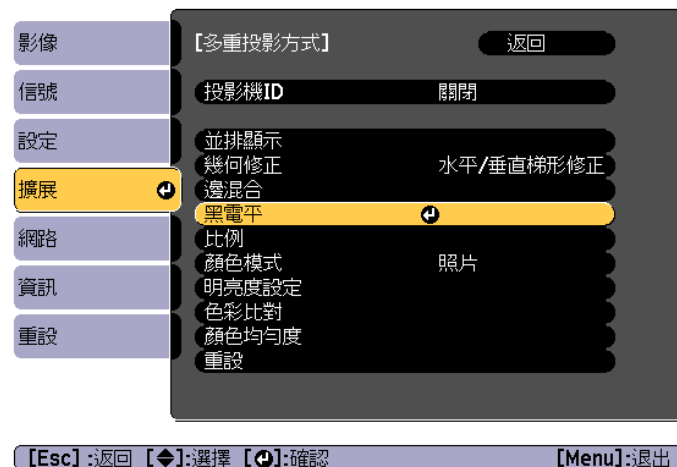 影像
信號
設定
擴展
網路
資訊
重設
[多重投影方式] 返回
投影機ID 關閉
並排顯示
幾何修正 水平/垂直梯形修正
邊混合
黑電平
比例
顏色模式 照片
明亮度設定
色彩比對
顏色均勻度
重設
[Esc] :返回 [◆]:選擇 [↵]:確認 [Menu]:退出